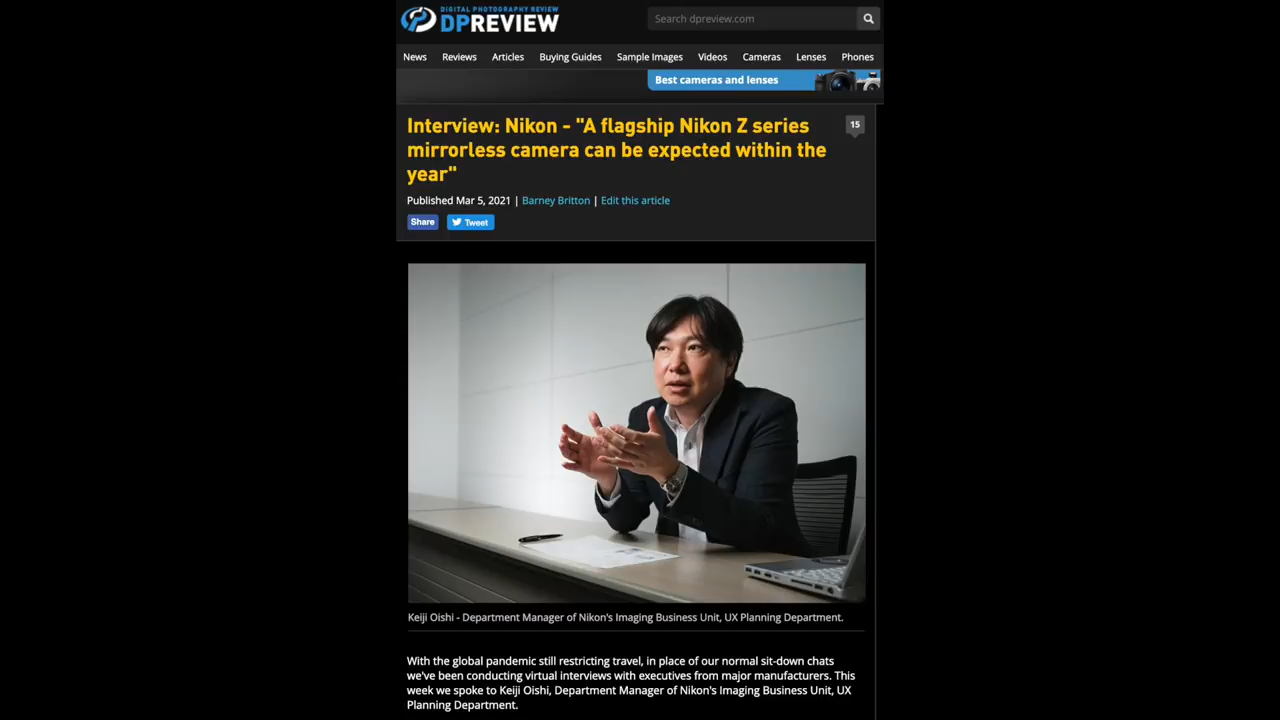 DIGITAL PHOTOGRAPHY REVIEW
DPREVIEW
Search dpreview.com
News Reviews Articles Buying Guides Sample Images Videos Cameras Lenses Phones
Best cameras and lenses
Interview: Nikon - "A flagship Nikon Z series
mirrorless camera can be expected within the
year"
15
Published Mar 5, 2021 | Barney Britton | Edit this article
Share Tweet
Keiji Oishi - Department Manager of Nikon's Imaging Business Unit, UX Planning Department.
With the global pandemic still restricting travel, in place of our normal sit-down chats
we've been conducting virtual interviews with executives from major manufacturers. This
week we spoke to Keiji Oishi, Department Manager of Nikon's Imaging Business Unit, UX
Planning Department.